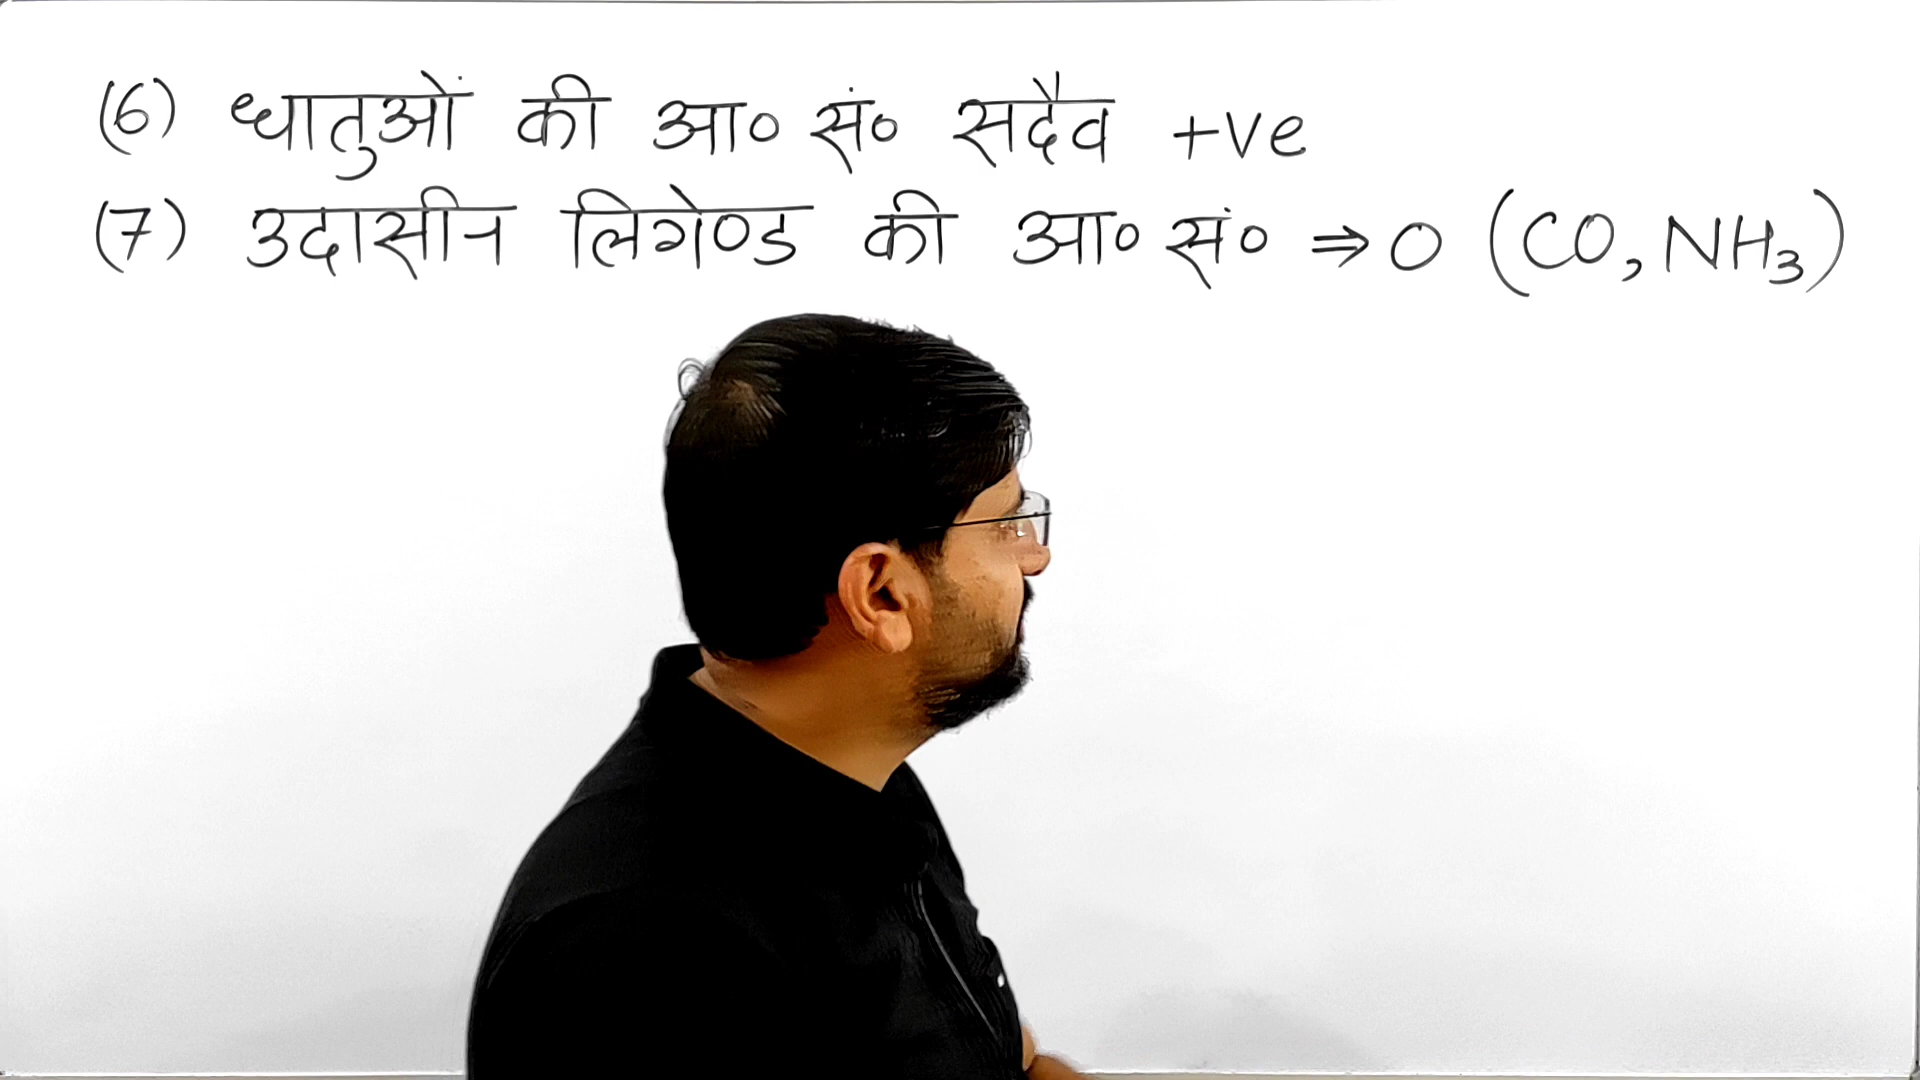 (6) धातुओं की आ० सं० सदैव +ve
(7) उदासीन लिगेण्ड की आ० सं० ⇒ 0 (CO, NH₃)